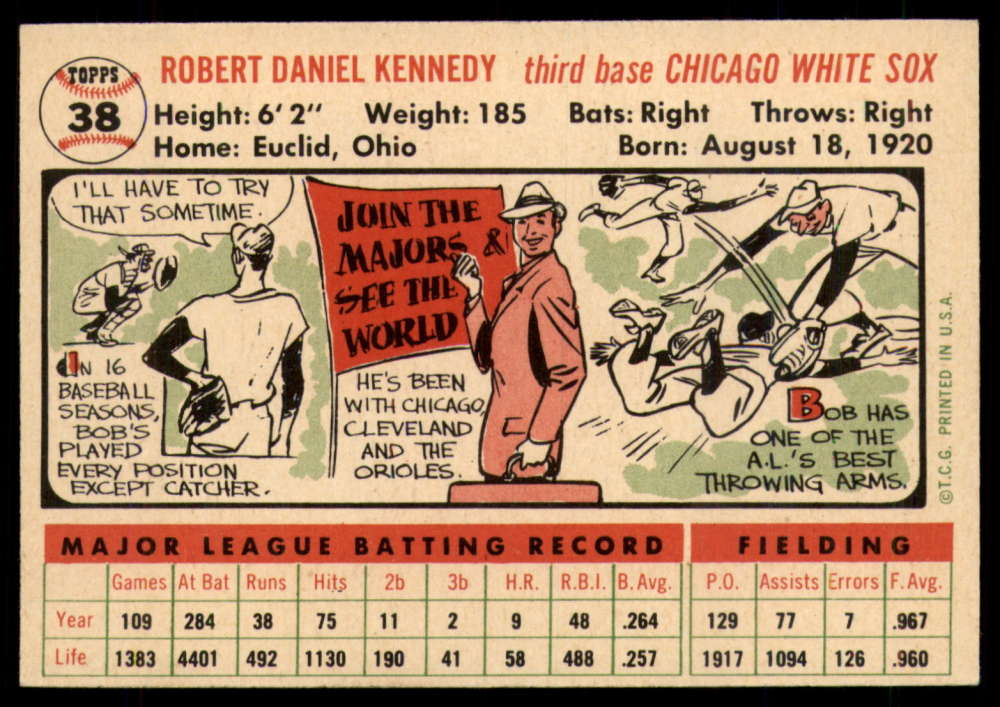 TOPPS
38
ROBERT DANIEL KENNEDY third base CHICAGO WHITE SOX
Height: 6' 2" Weight: 185 Bats: Right Throws: Right
Home: Euclid, Ohio Born: August 18, 1920
I'LL HAVE TO TRY
THAT SOMETIME.
IN 16
BASEBALL
SEASONS,
BOB'S
PLAYED
EVERY POSITION
EXCEPT CATCHER.
JOIN THE
MAJORS &
SEE THE
WORLD
HE'S BEEN
WITH CHICAGO,
CLEVELAND
AND THE
ORIOLES.
BOB HAS
ONE OF THE
A.L.'S BEST
THROWING ARMS.
©T.C.G. PRINTED IN U.S.A.
MAJOR LEAGUE BATTING RECORD FIELDING
Games At Bat Runs Hits 2b 3b H.R. R.B.I. B. Avg. P.O. Assists Errors F. Avg.
Year 109 284 38 75 11 2 9 48 .264 129 77 7 .967
Life 1383 4401 492 1130 190 41 58 488 .257 1917 1094 126 .960